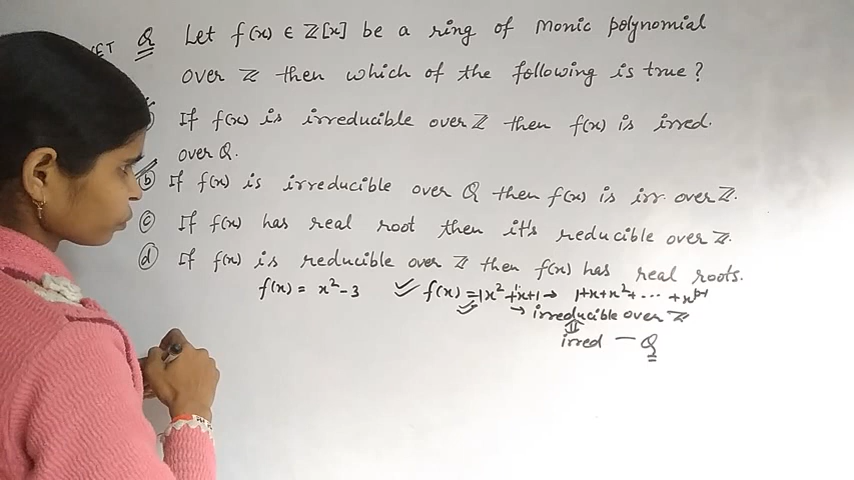 Q Let f(x) ∈ ℤ[x] be a ring of Monic polynomial
over ℤ then which of the following is true?
If f(x) is irreducible over ℤ then f(x) is irred.
over Q.
(b) If f(x) is irreducible over Q then f(x) is irr. over ℤ.
(c) If f(x) has real root then it's reducible over ℤ.
(d) If f(x) is reducible over ℤ then f(x) has real roots.
f(x) = x²-3 f(x) = 1x²+1x+1 → 1+x+x²+ ... +x^{p-1}
→ irreducible over ℤ
⇕
irred — Q